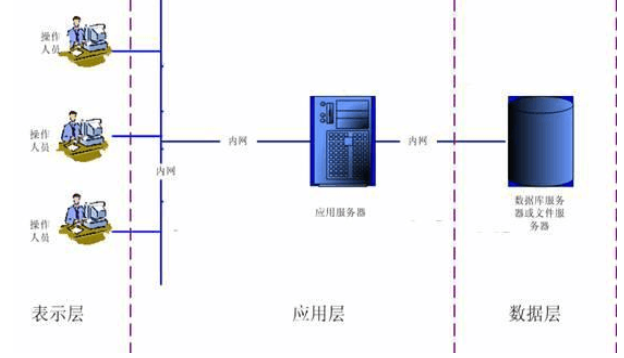 操作
人员
操作
人员
内网
内网
内网
操作
人员
应用服务器
数据库服务
器或文件服
务器
表示层
应用层
数据层